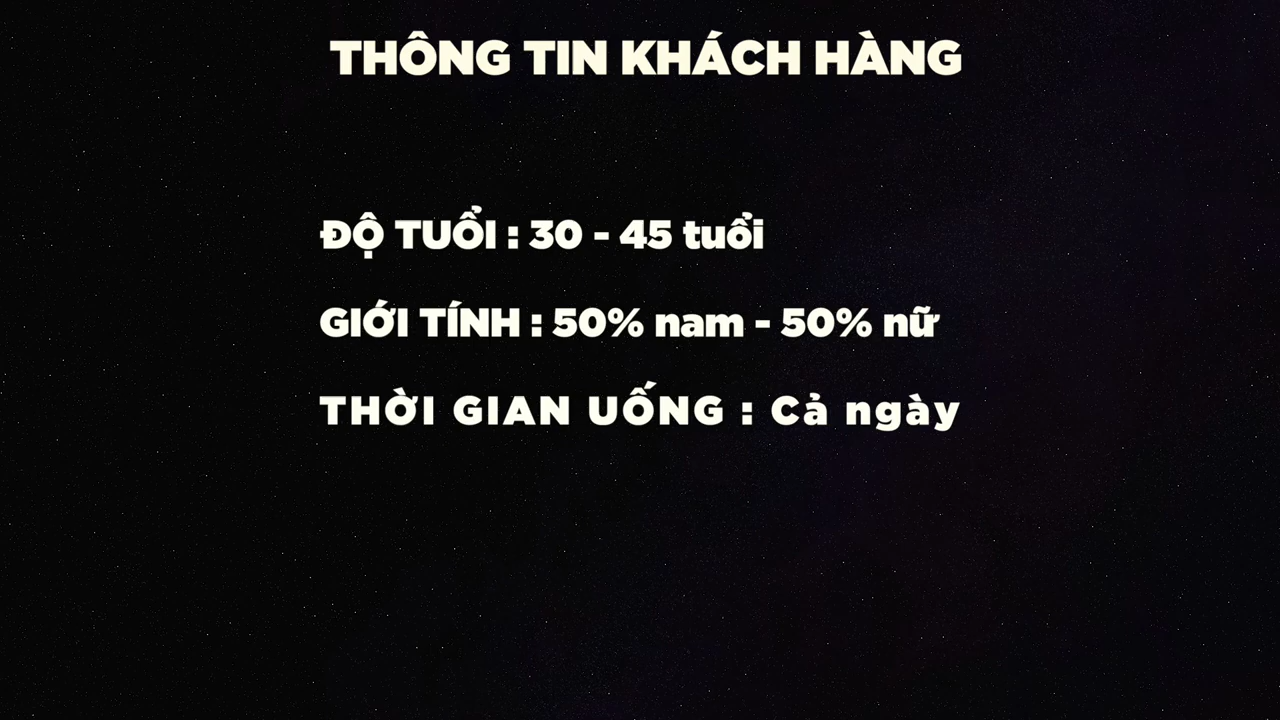 THÔNG TIN KHÁCH HÀNG
ĐỘ TUỔI : 30 - 45 tuổi
GIỚI TÍNH : 50% nam - 50% nữ
THỜI GIAN UỐNG : Cả ngày